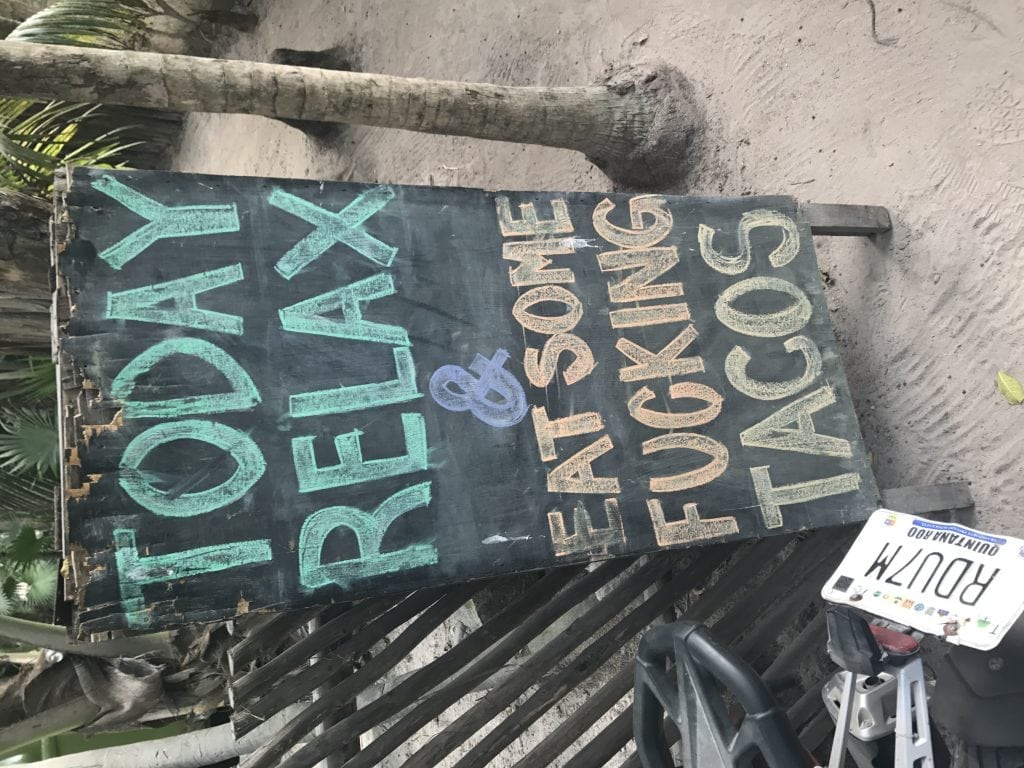 TODAY
RELAX
&
EAT SOME
FUCKING
TACOS
QUINTANA ROO
RDU7M